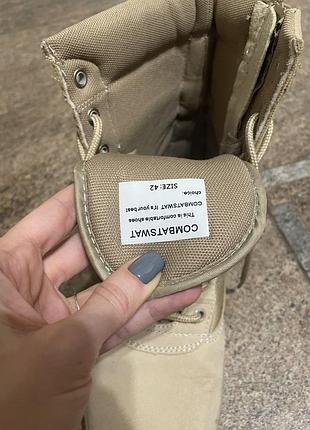 COMBATSWAT
This is comfortable shoes
COMBATSWAT It's your best
choice.
SIZE: 42